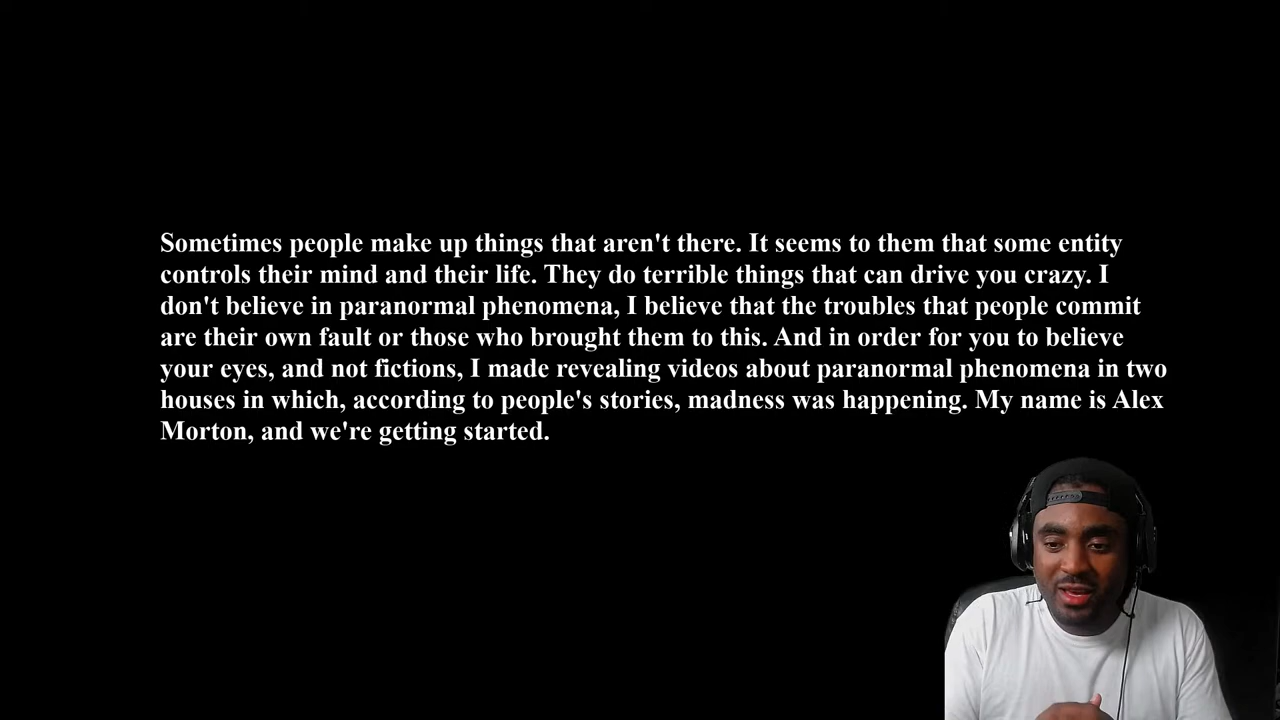 Sometimes people make up things that aren't there. It seems to them that some entity
controls their mind and their life. They do terrible things that can drive you crazy. I
don't believe in paranormal phenomena, I believe that the troubles that people commit
are their own fault or those who brought them to this. And in order for you to believe
your eyes, and not fictions, I made revealing videos about paranormal phenomena in two
houses in which, according to people's stories, madness was happening. My name is Alex
Morton, and we're getting started.